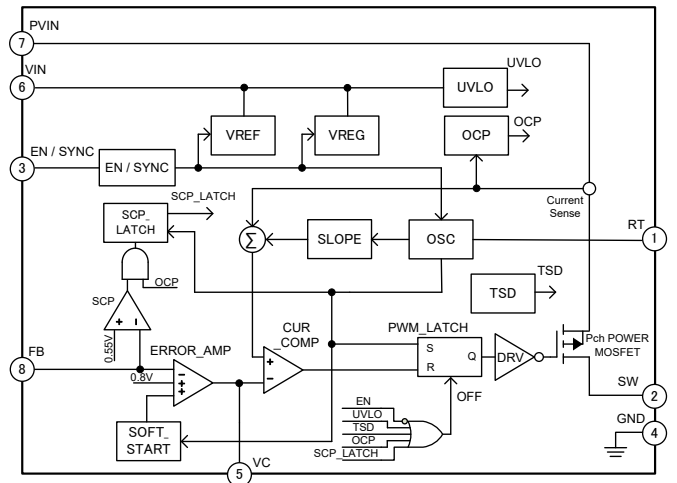 PVIN
7
VIN
6
UVLO
UVLO
VREF
VREG
OCP
OCP
EN / SYNC
3
EN / SYNC
SCP_LATCH
SCP_
LATCH
Current
Sense
Σ
SLOPE
OSC
RT
1
OCP
SCP
TSD
TSD
+
−
0.55V
FB
8
ERROR_AMP
CUR
_COMP
PWM_LATCH
0.8V
−
+
+
+
−
S
R
Q
DRV
Pch POWER
MOSFET
SW
2
OFF
EN
UVLO
TSD
OCP
SCP_LATCH
SOFT_
START
GND
4
VC
5